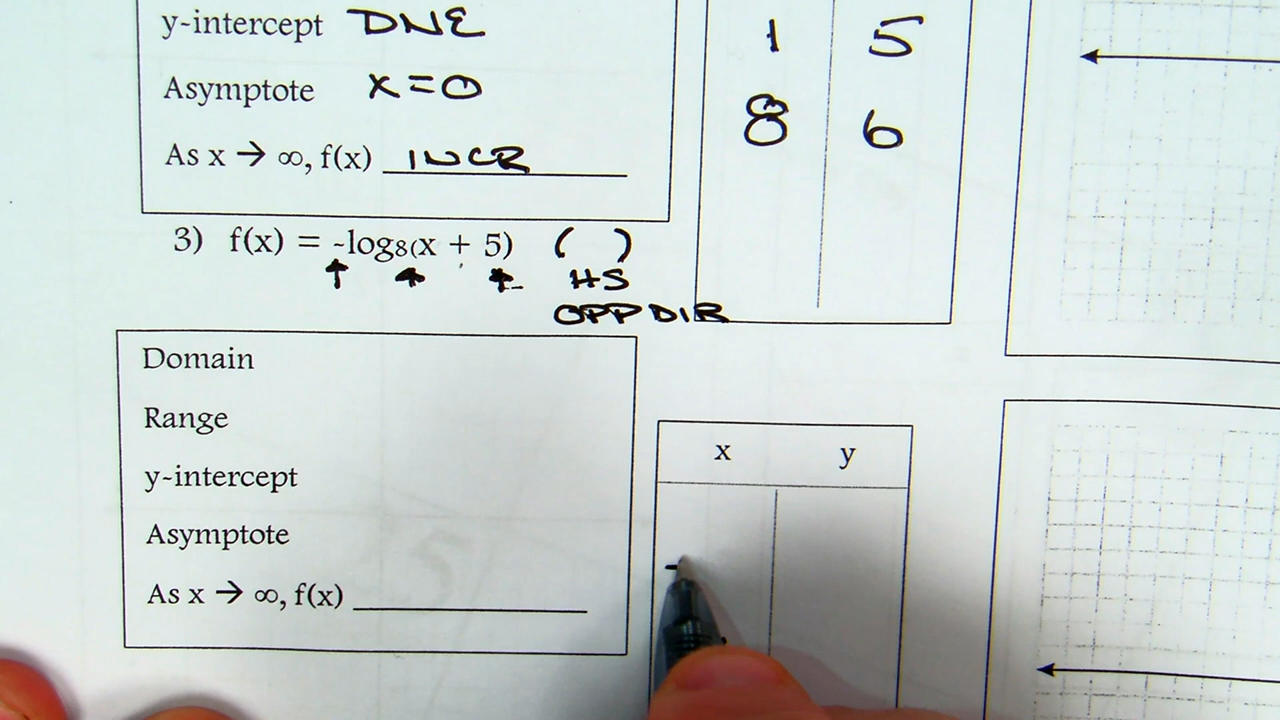 y-intercept DNE
Asymptote x=0
As x → ∞, f(x) INCR
1 5
8 6
3) f(x) = -log8(x + 5) ( )
HS
OPP DIR
Domain
Range
y-intercept
Asymptote
As x → ∞, f(x) ____
x y
-